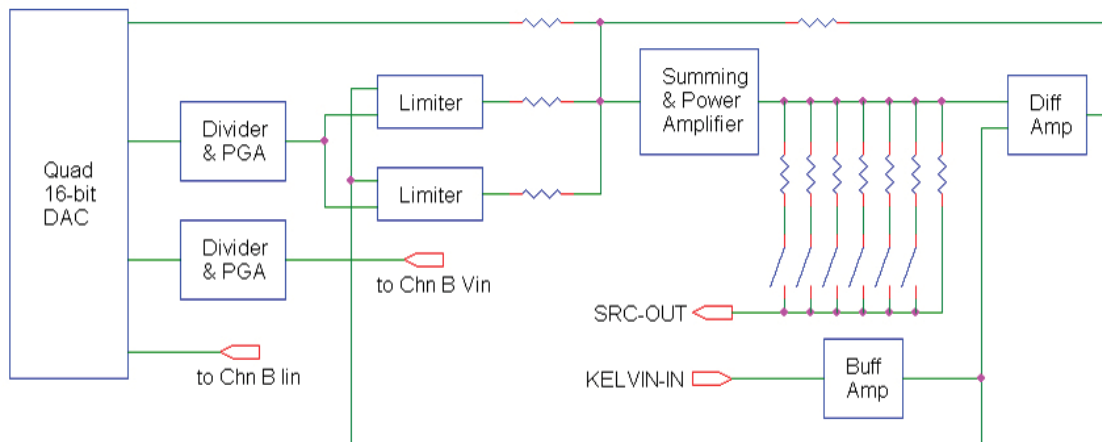 Quad
16-bit
DAC
Divider
& PGA
Divider
& PGA
Limiter
Limiter
Summing
& Power
Amplifier
Diff
Amp
to Chn B Vin
to Chn B Iin
SRC-OUT
KELVIN-IN
Buff
Amp